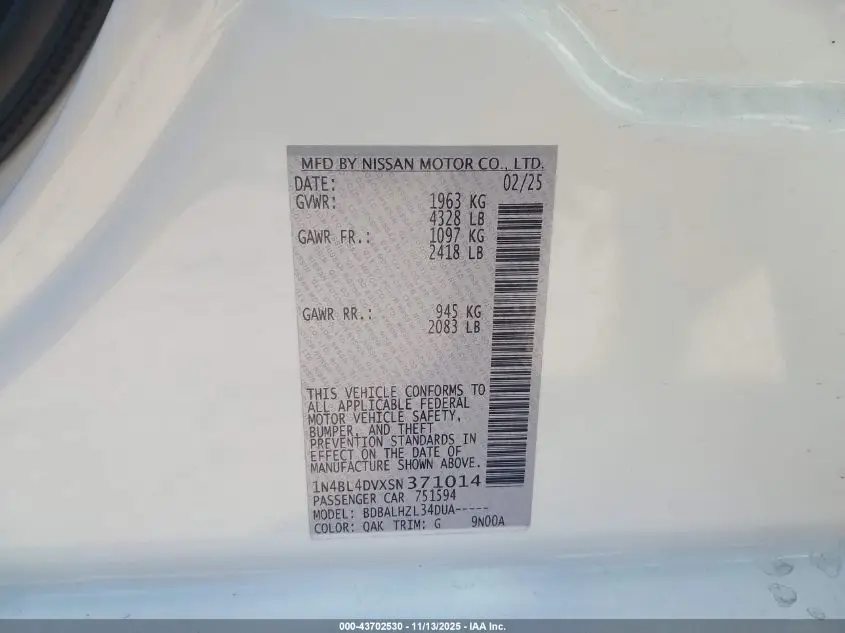 MFD BY NISSAN MOTOR CO., LTD.
DATE: 02/25
GVWR: 1963 KG
4328 LB
GAWR FR.: 1097 KG
2418 LB
GAWR RR.: 945 KG
2083 LB
THIS VEHICLE CONFORMS TO
ALL APPLICABLE FEDERAL
MOTOR VEHICLE SAFETY,
BUMPER, AND THEFT
PREVENTION STANDARDS IN
EFFECT ON THE DATE OF
MANUFACTURE SHOWN ABOVE.
1N4BL4DVXSN371014
PASSENGER CAR 751594
MODEL: BDBALHZL34DUA-----
COLOR: QAK TRIM: G 9N00A
000-43702530 - 11/13/2025 - IAA Inc.